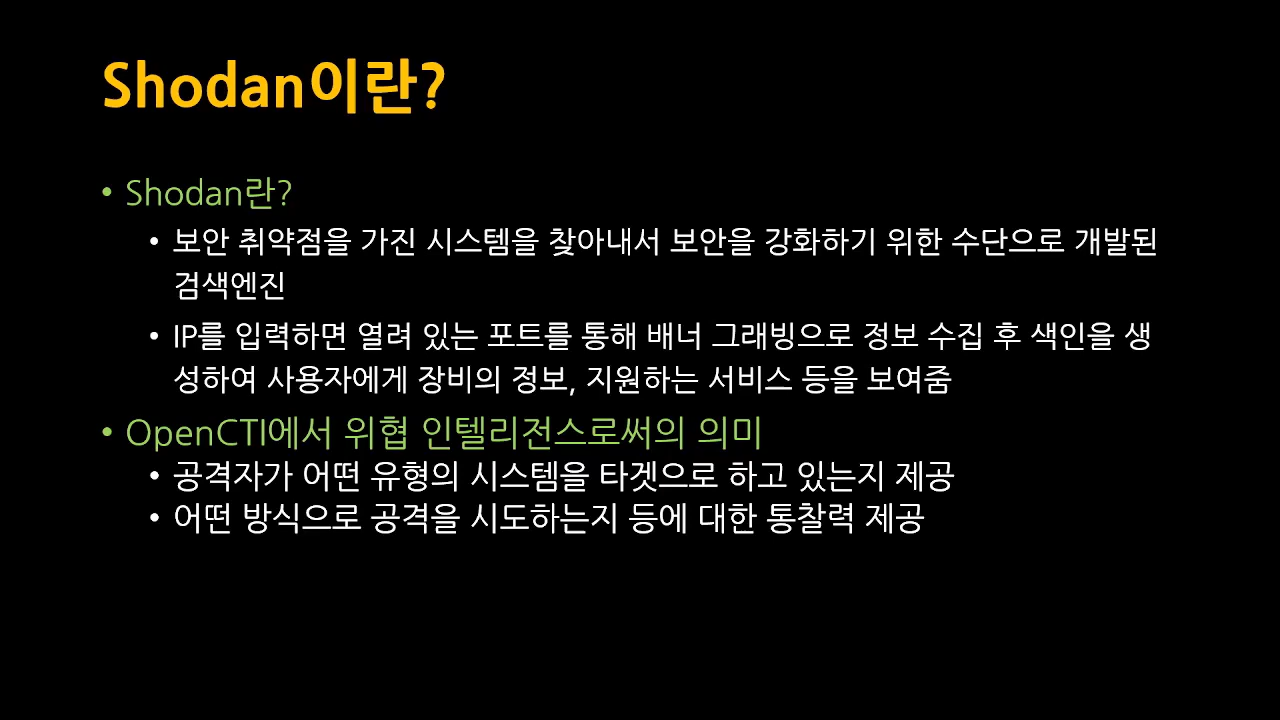 Shodan이란?
• Shodan란?
• 보안 취약점을 가진 시스템을 찾아내서 보안을 강화하기 위한 수단으로 개발된
검색엔진
• IP를 입력하면 열려 있는 포트를 통해 배너 그래빙으로 정보 수집 후 색인을 생
성하여 사용자에게 장비의 정보, 지원하는 서비스 등을 보여줌
• OpenCTI에서 위협 인텔리전스로써의 의미
• 공격자가 어떤 유형의 시스템을 타겟으로 하고 있는지 제공
• 어떤 방식으로 공격을 시도하는지 등에 대한 통찰력 제공